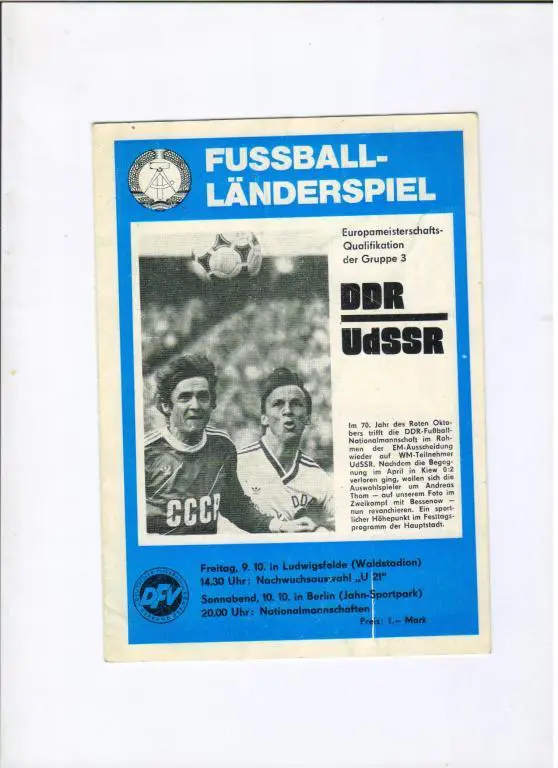 FUSSBALL-
LÄNDERSPIEL
Europameisterschafts-
Qualifikation
der Gruppe 3
DDR
UdSSR
Im 70. Jahr des Roten Okto-
bers trifft die DDR-Fußball-
Nationalmannschaft im Rah-
men der EM-Ausscheidung
wieder auf WM-Teilnehmer
UdSSR. Nachdem die Begeg-
nung im April in Kiew 0:2
verloren ging, wollen sich die
Auswahlspieler um Andreas
Thom – auf unserem Foto im
Zweikampf mit Bessenow –
nun revanchieren. Ein sport-
licher Höhepunkt im Festtags-
programm der Hauptstadt.
CCCP
DDR
Freitag, 9. 10. in Ludwigsfelde (Waldstadion)
14.30 Uhr: Nachwuchsauswahl „U 21"
Sonnabend, 10. 10. in Berlin (Jahn-Sportpark)
20.00 Uhr: Nationalmannschaften
Preis: 1.– Mark
DFV